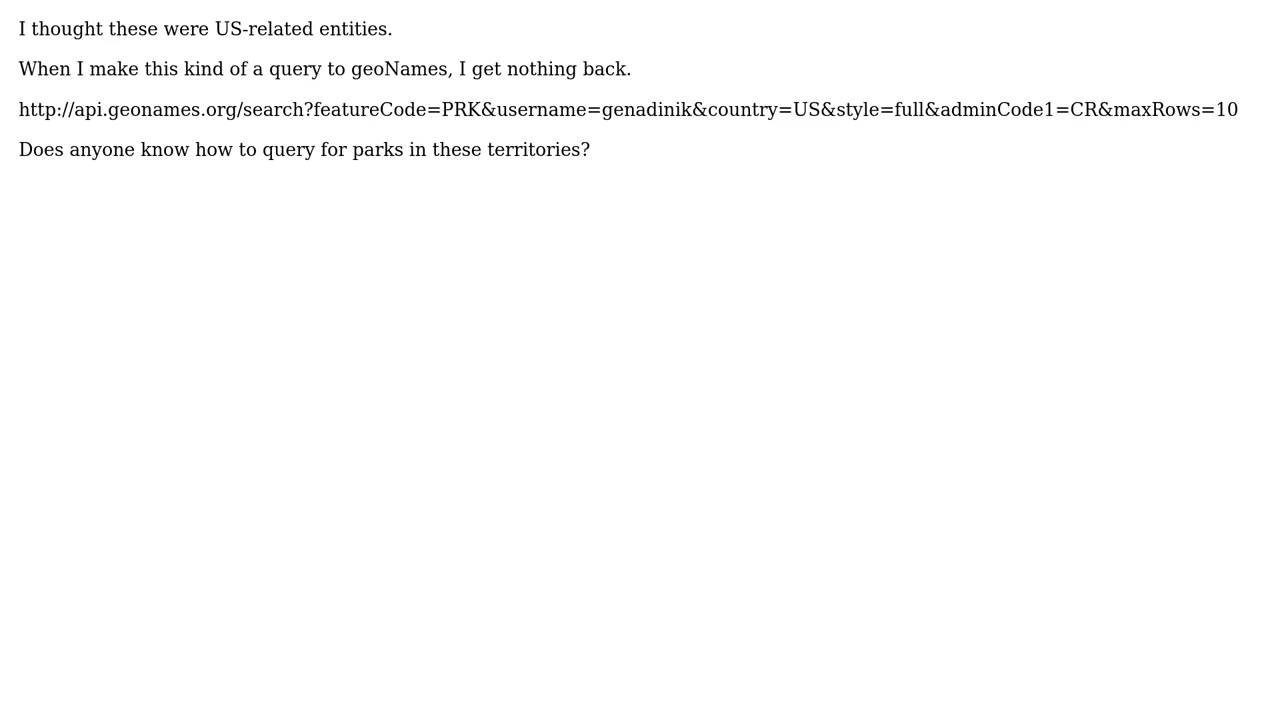 I thought these were US-related entities.
When I make this kind of a query to geoNames, I get nothing back.
http://api.geonames.org/search?featureCode=PRK&username=genadinik&country=US&style=full&adminCode1=CR&maxRows=10
Does anyone know how to query for parks in these territories?